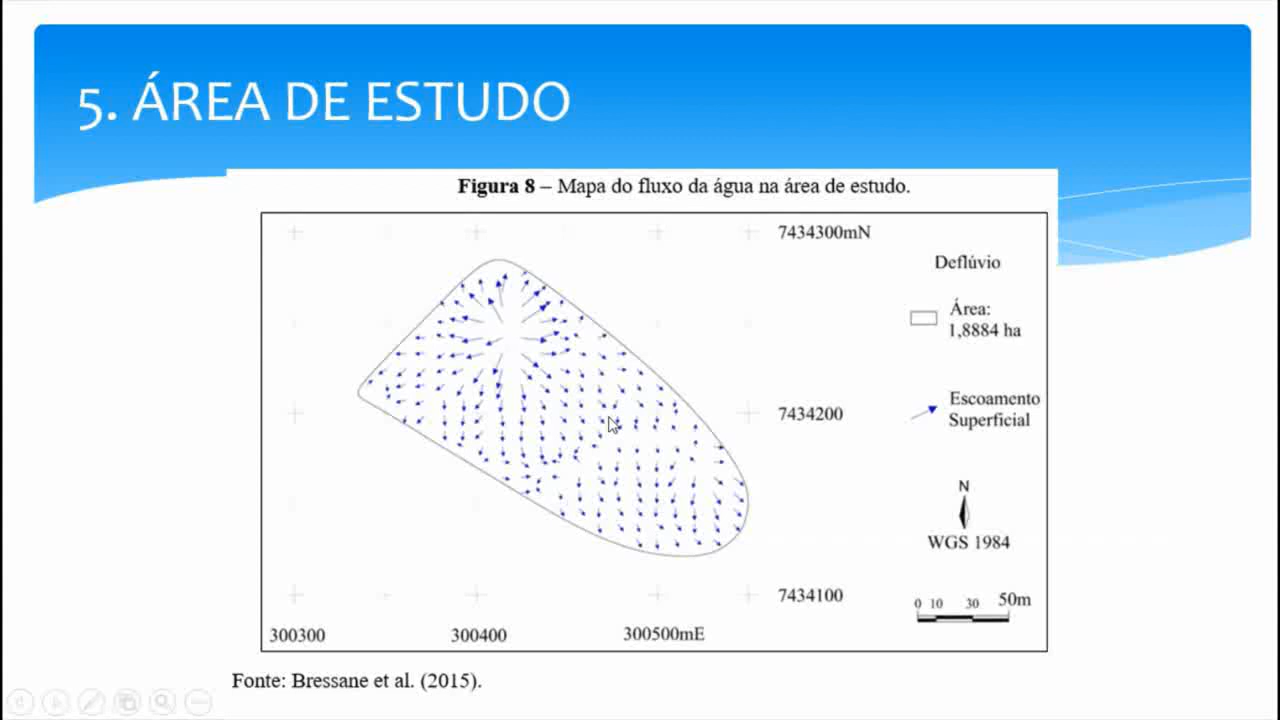 5. ÁREA DE ESTUDO
Figura 8 – Mapa do fluxo da água na área de estudo.
7434300mN
Deflúvio
Área:
1,8884 ha
Escoamento
Superficial
7434200
N
WGS 1984
7434100
0 10 30 50m
300300 300400 300500mE
Fonte: Bressane et al. (2015).